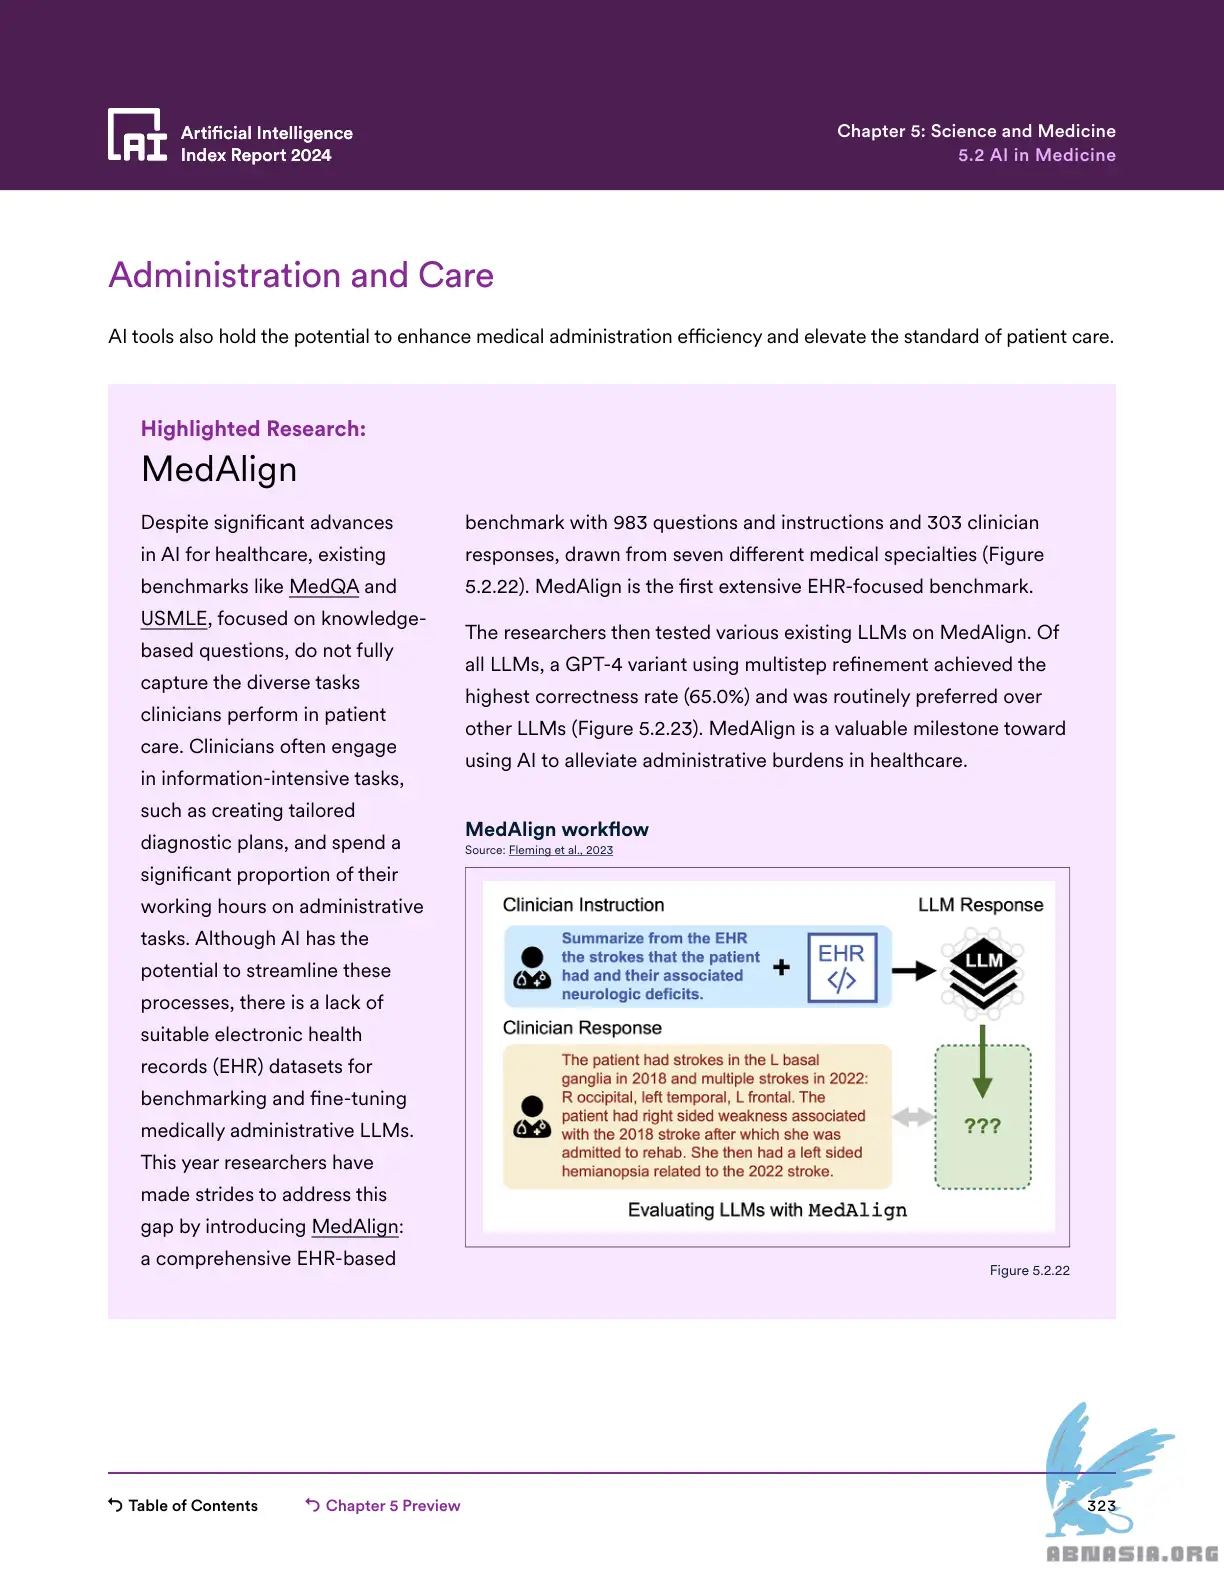 Artificial Intelligence
Index Report 2024
Chapter 5: Science and Medicine
5.2 AI in Medicine
Administration and Care
AI tools also hold the potential to enhance medical administration efficiency and elevate the standard of patient care.
Highlighted Research:
MedAlign
Despite significant advances
in AI for healthcare, existing
benchmarks like MedQA and
USMLE, focused on knowledge-
based questions, do not fully
capture the diverse tasks
clinicians perform in patient
care. Clinicians often engage
in information-intensive tasks,
such as creating tailored
diagnostic plans, and spend a
significant proportion of their
working hours on administrative
tasks. Although AI has the
potential to streamline these
processes, there is a lack of
suitable electronic health
records (EHR) datasets for
benchmarking and fine-tuning
medically administrative LLMs.
This year researchers have
made strides to address this
gap by introducing MedAlign:
a comprehensive EHR-based
benchmark with 983 questions and instructions and 303 clinician
responses, drawn from seven different medical specialties (Figure
5.2.22). MedAlign is the first extensive EHR-focused benchmark.
The researchers then tested various existing LLMs on MedAlign. Of
all LLMs, a GPT-4 variant using multistep refinement achieved the
highest correctness rate (65.0%) and was routinely preferred over
other LLMs (Figure 5.2.23). MedAlign is a valuable milestone toward
using AI to alleviate administrative burdens in healthcare.
MedAlign workflow
Source: Fleming et al., 2023
Clinician Instruction
LLM Response
Summarize from the EHR
the strokes that the patient
had and their associated
neurologic deficits.
+
EHR
</>
LLM
Clinician Response
The patient had strokes in the L basal
ganglia in 2018 and multiple strokes in 2022:
R occipital, left temporal, L frontal. The
patient had right sided weakness associated
with the 2018 stroke after which she was
admitted to rehab. She then had a left sided
hemianopsia related to the 2022 stroke.
???
Evaluating LLMs with MedAlign
Figure 5.2.22
Table of Contents
Chapter 5 Preview
323
ABNASIA.ORG